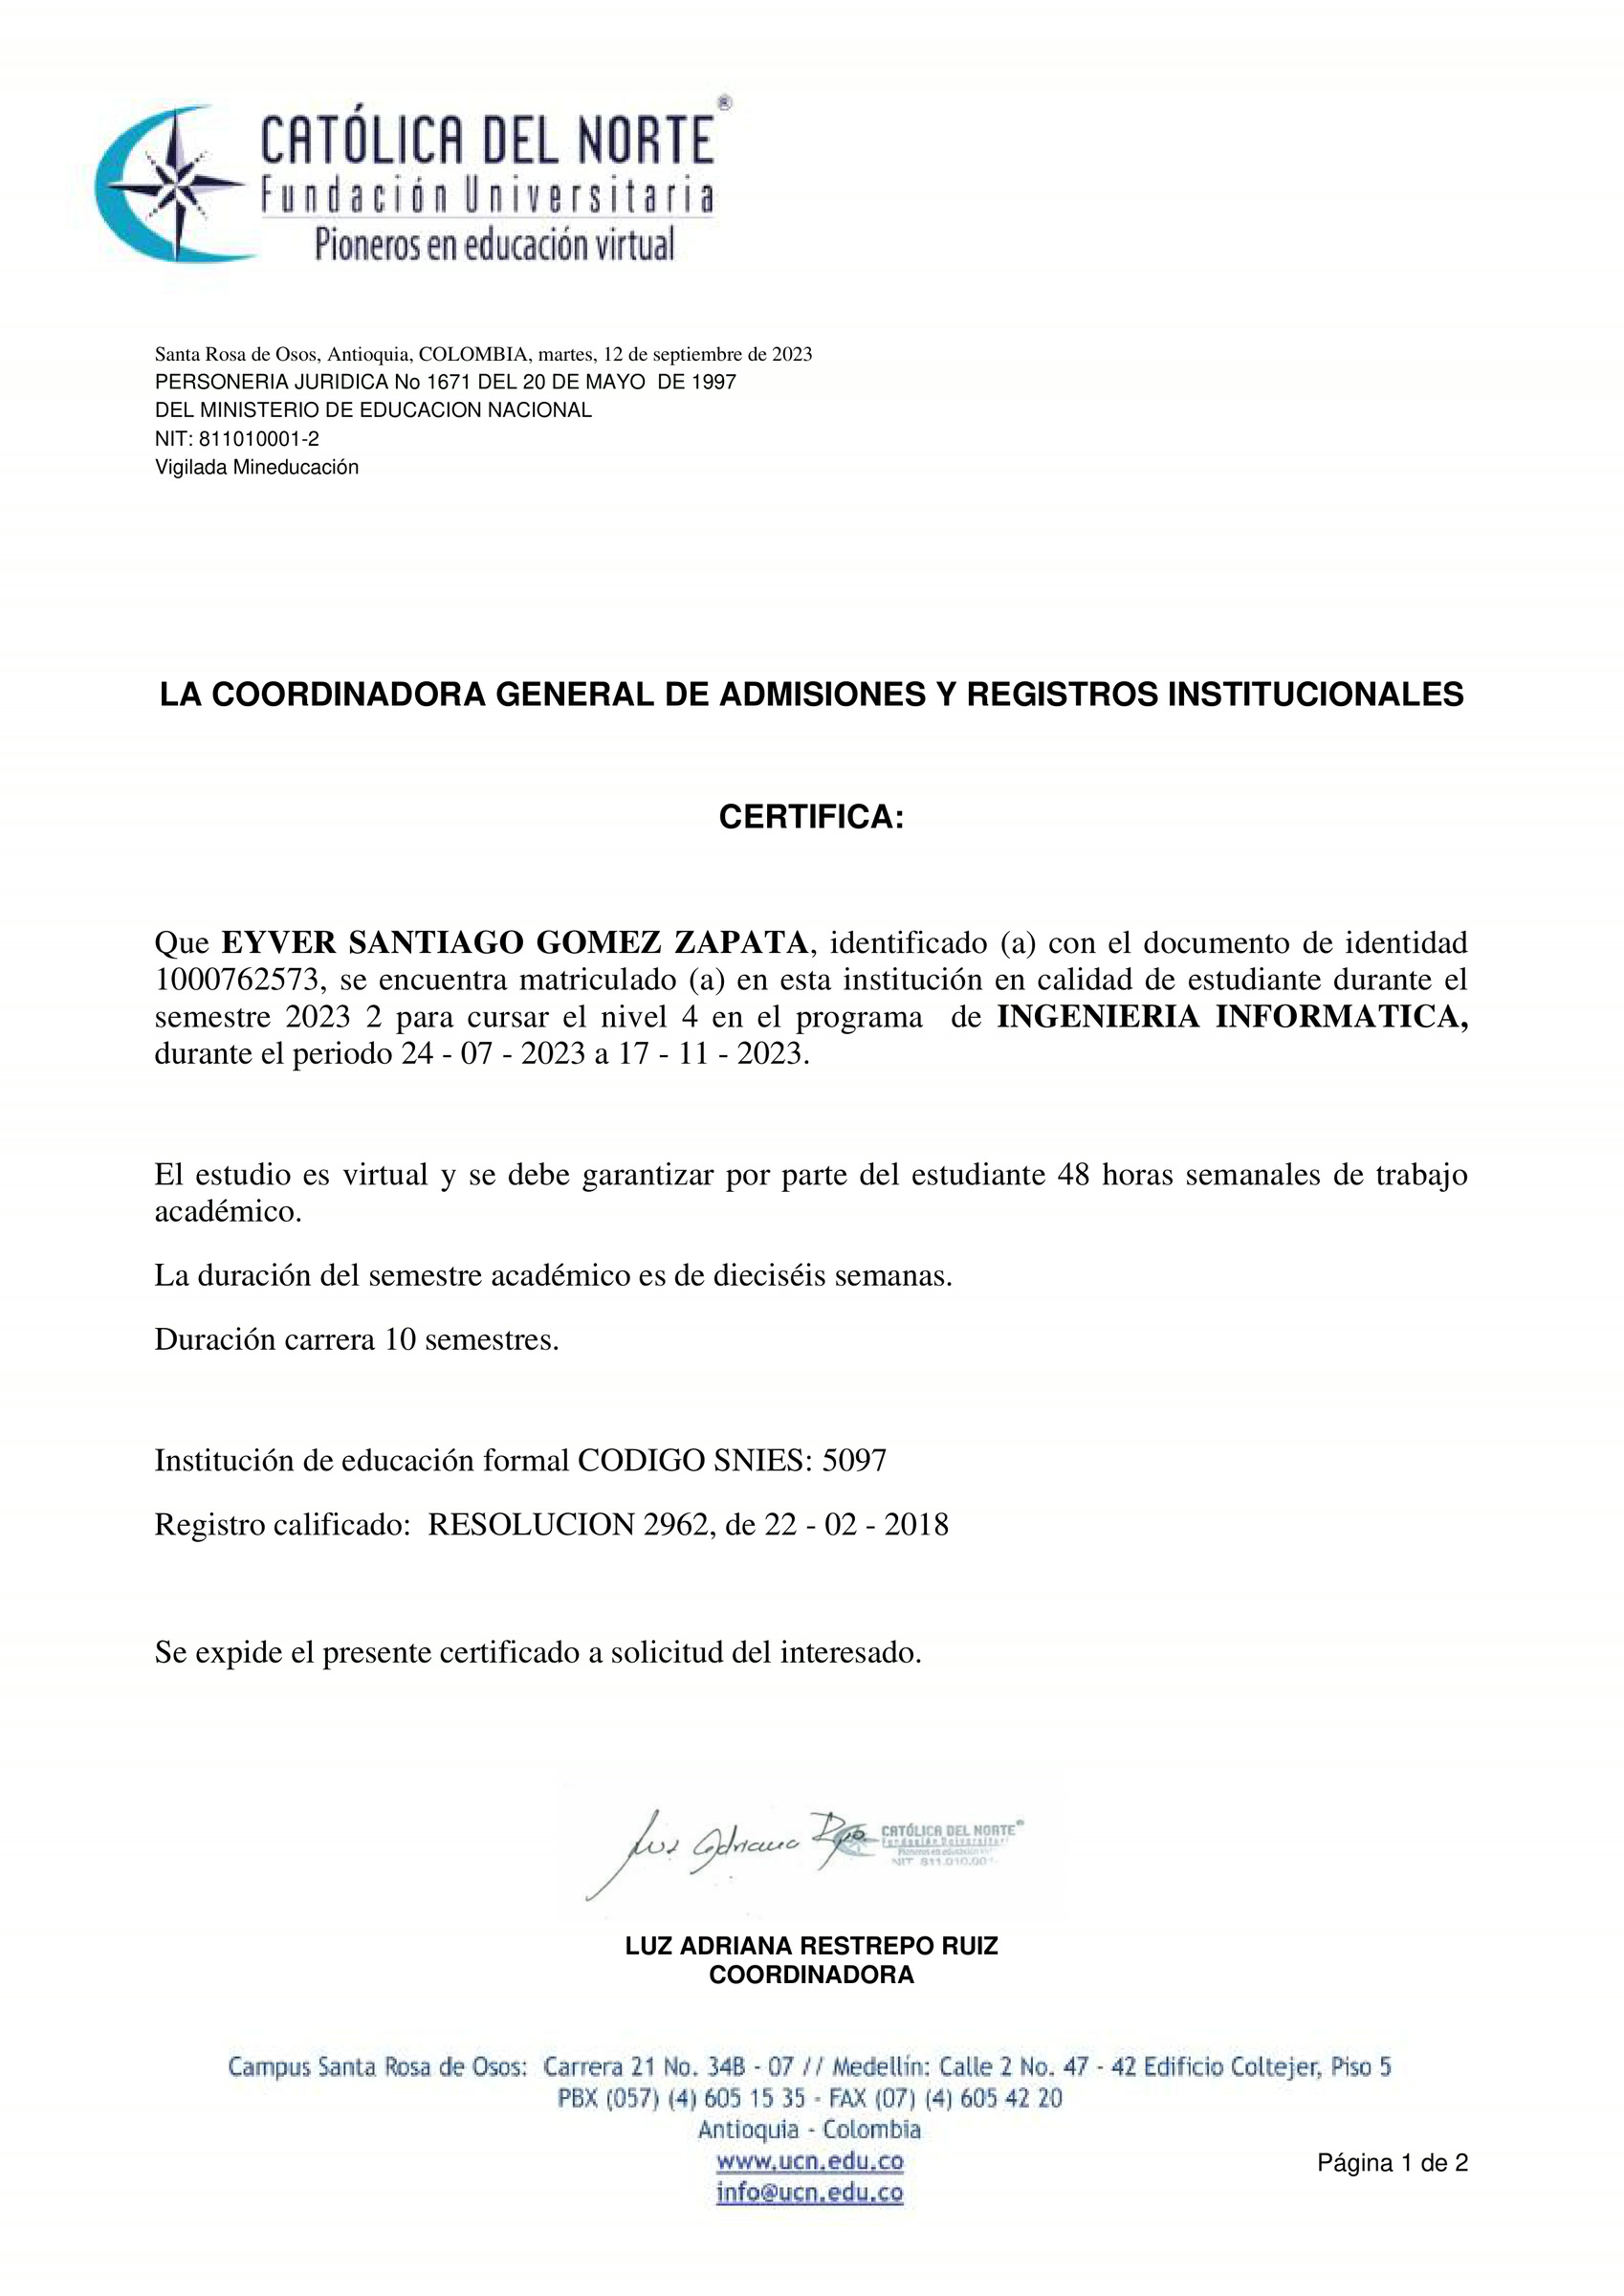 CATÓLICA DEL NORTE®
Fundación Universitaria
Pioneros en educación virtual
Santa Rosa de Osos, Antioquia, COLOMBIA, martes, 12 de septiembre de 2023
PERSONERIA JURIDICA No 1671 DEL 20 DE MAYO  DE 1997
DEL MINISTERIO DE EDUCACION NACIONAL
NIT: 811010001-2
Vigilada Mineducación
LA COORDINADORA GENERAL DE ADMISIONES Y REGISTROS INSTITUCIONALES
CERTIFICA:
Que EYVER SANTIAGO GOMEZ ZAPATA, identificado (a) con el documento de identidad
1000762573, se encuentra matriculado (a) en esta institución en calidad de estudiante durante el
semestre 2023 2 para cursar el nivel 4 en el programa  de INGENIERIA INFORMATICA,
durante el periodo 24 - 07 - 2023 a 17 - 11 - 2023.
El estudio es virtual y se debe garantizar por parte del estudiante 48 horas semanales de trabajo
académico.
La duración del semestre académico es de dieciséis semanas.
Duración carrera 10 semestres.
Institución de educación formal CODIGO SNIES: 5097
Registro calificado:  RESOLUCION 2962, de 22 - 02 - 2018
Se expide el presente certificado a solicitud del interesado.
Luz Adriana Rpo
CATÓLICA DEL NORTE®
NIT 811.010.001
LUZ ADRIANA RESTREPO RUIZ
COORDINADORA
Campus Santa Rosa de Osos:  Carrera 21 No. 34B - 07 // Medellín: Calle 2 No. 47 - 42 Edificio Coltejer, Piso 5
PBX (057) (4) 605 15 35 - FAX (07) (4) 605 42 20
Antioquia - Colombia
www.ucn.edu.co
info@ucn.edu.co
Página 1 de 2